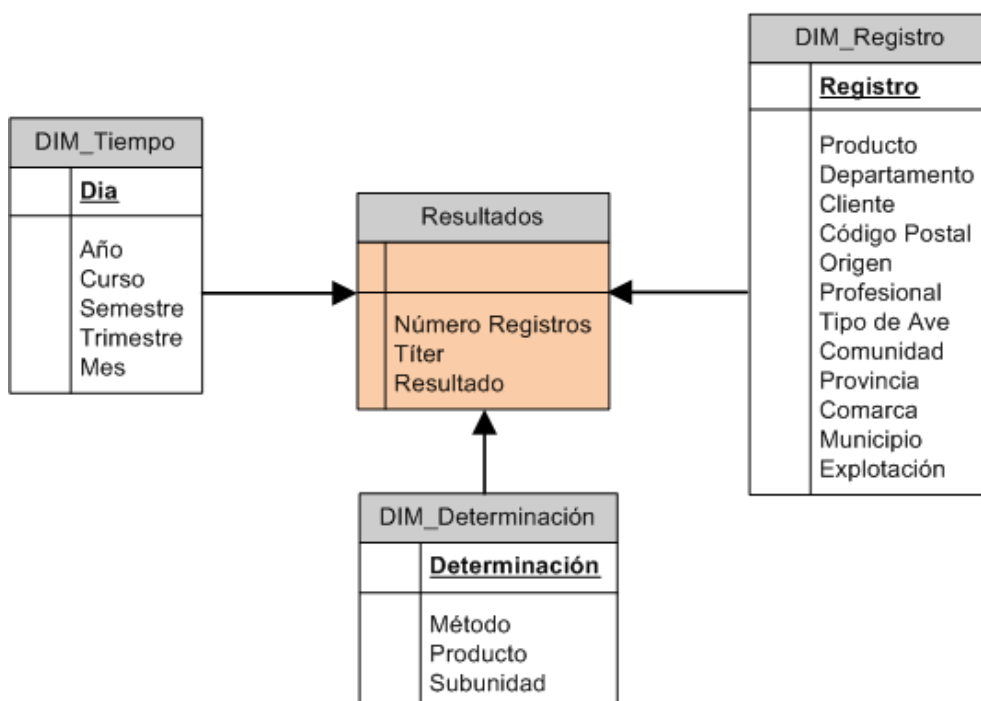 DIM_Tiempo
Dia
Año
Curso
Semestre
Trimestre
Mes
Resultados
Número Registros
Títer
Resultado
DIM_Registro
Registro
Producto
Departamento
Cliente
Código Postal
Origen
Profesional
Tipo de Ave
Comunidad
Provincia
Comarca
Municipio
Explotación
DIM_Determinación
Determinación
Método
Producto
Subunidad